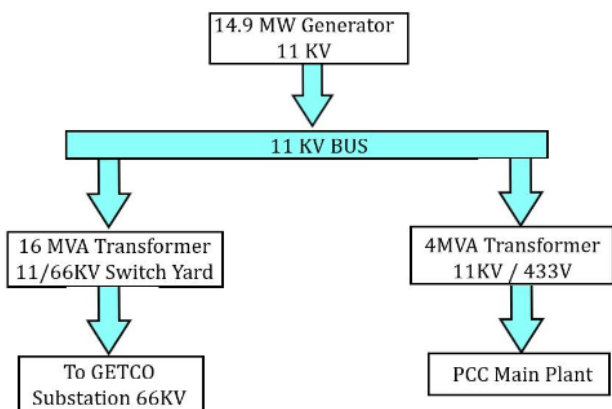 14.9 MW Generator
11 KV
11 KV BUS
16 MVA Transformer
11/66KV Switch Yard
4MVA Transformer
11KV / 433V
To GETCO
Substation 66KV
PCC Main Plant